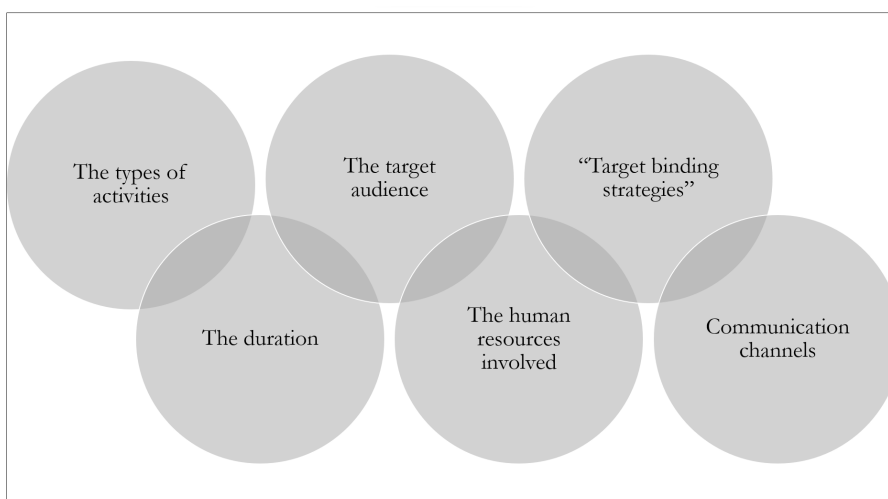 The types of
activities
The duration
The target
audience
The human
resources
involved
“Target binding
strategies”
Communication
channels